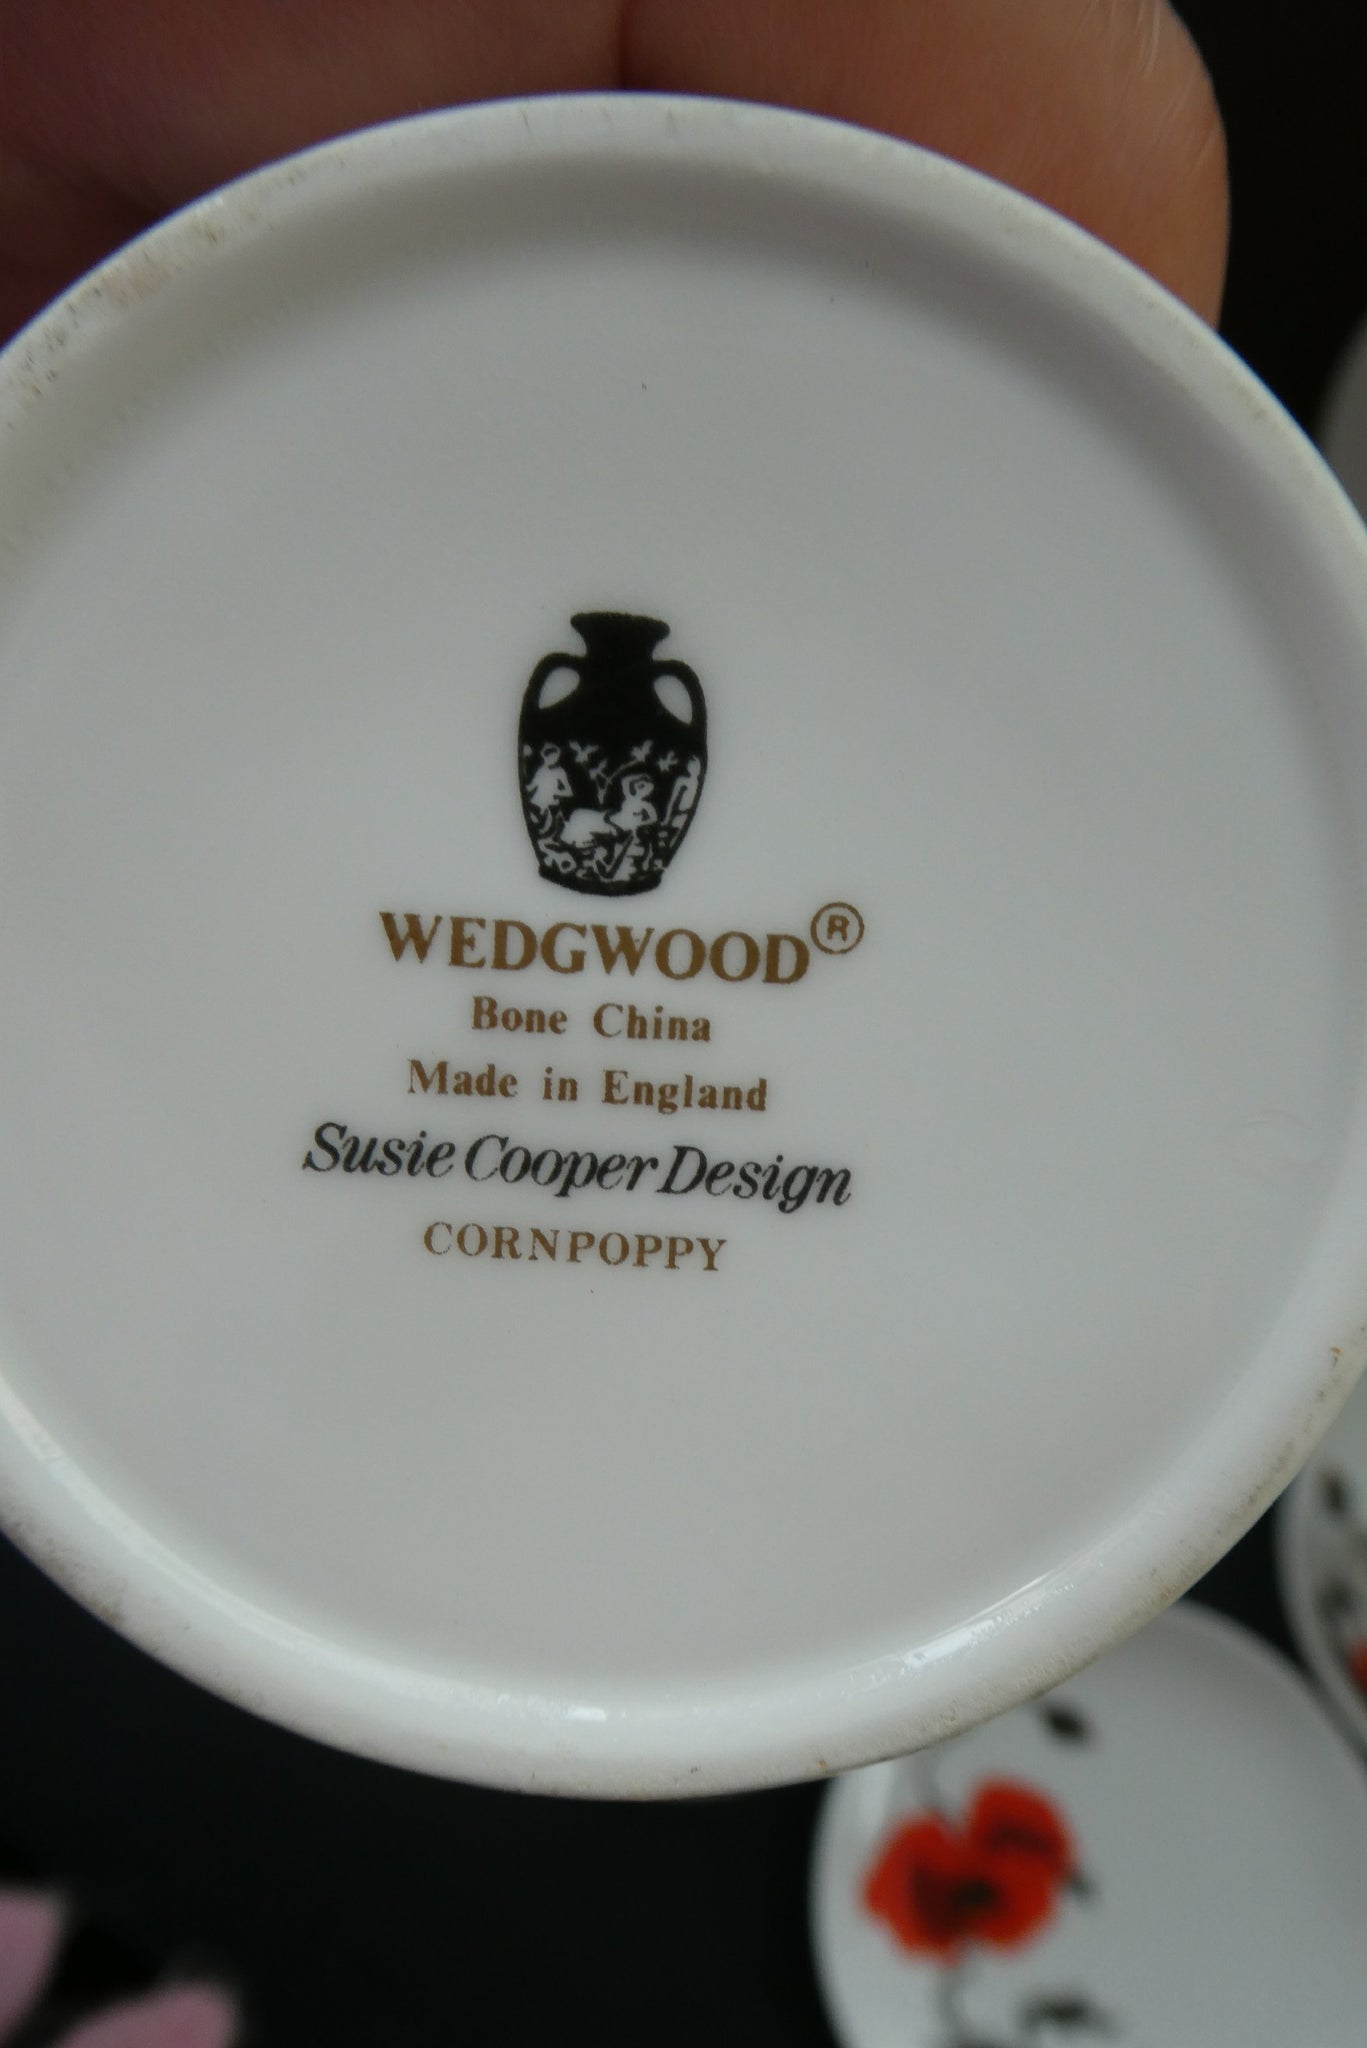 WEDGWOOD®
Bone China
Made in England
Susie Cooper Design
CORNPOPPY